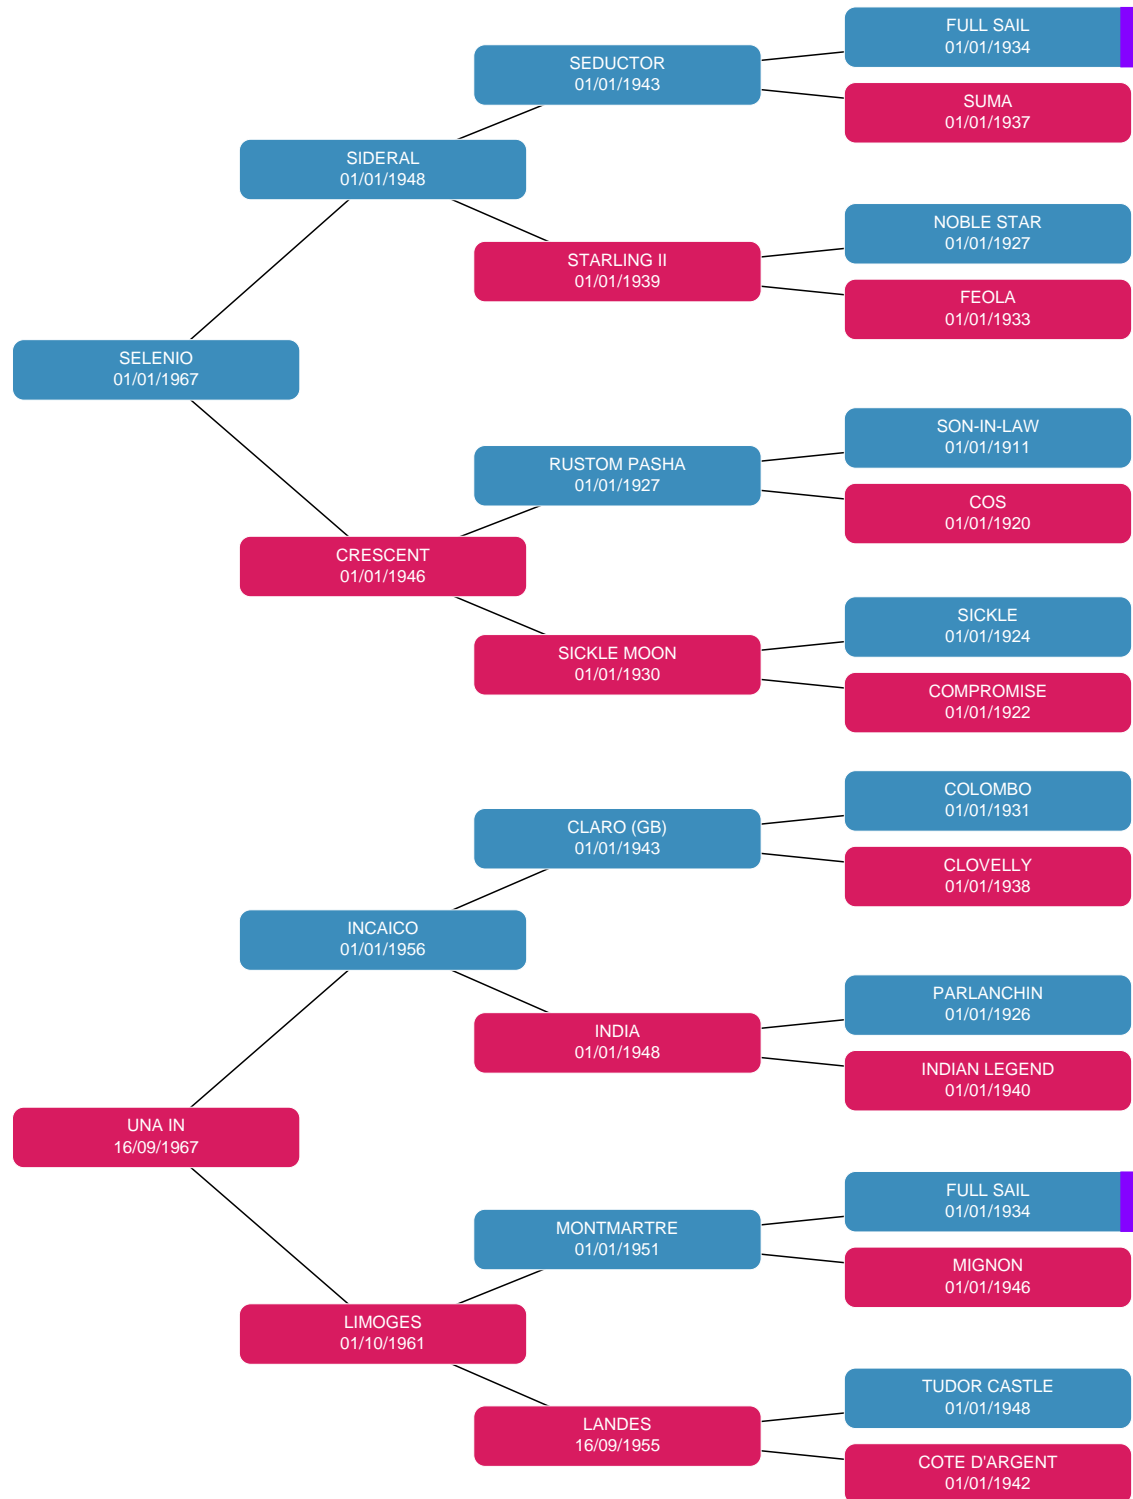 FULL SAIL
01/01/1934
SEDUCTOR
01/01/1943
SUMA
01/01/1937
SIDERAL
01/01/1948
NOBLE STAR
01/01/1927
STARLING II
01/01/1939
FEOLA
01/01/1933
SELENIO
01/01/1967
SON-IN-LAW
01/01/1911
RUSTOM PASHA
01/01/1927
COS
01/01/1920
CRESCENT
01/01/1946
SICKLE
01/01/1924
SICKLE MOON
01/01/1930
COMPROMISE
01/01/1922
COLOMBO
01/01/1931
CLARO (GB)
01/01/1943
CLOVELLY
01/01/1938
INCAICO
01/01/1956
PARLANCHIN
01/01/1926
INDIA
01/01/1948
INDIAN LEGEND
01/01/1940
UNA IN
16/09/1967
FULL SAIL
01/01/1934
MONTMARTRE
01/01/1951
MIGNON
01/01/1946
LIMOGES
01/10/1961
TUDOR CASTLE
01/01/1948
LANDES
16/09/1955
COTE D'ARGENT
01/01/1942